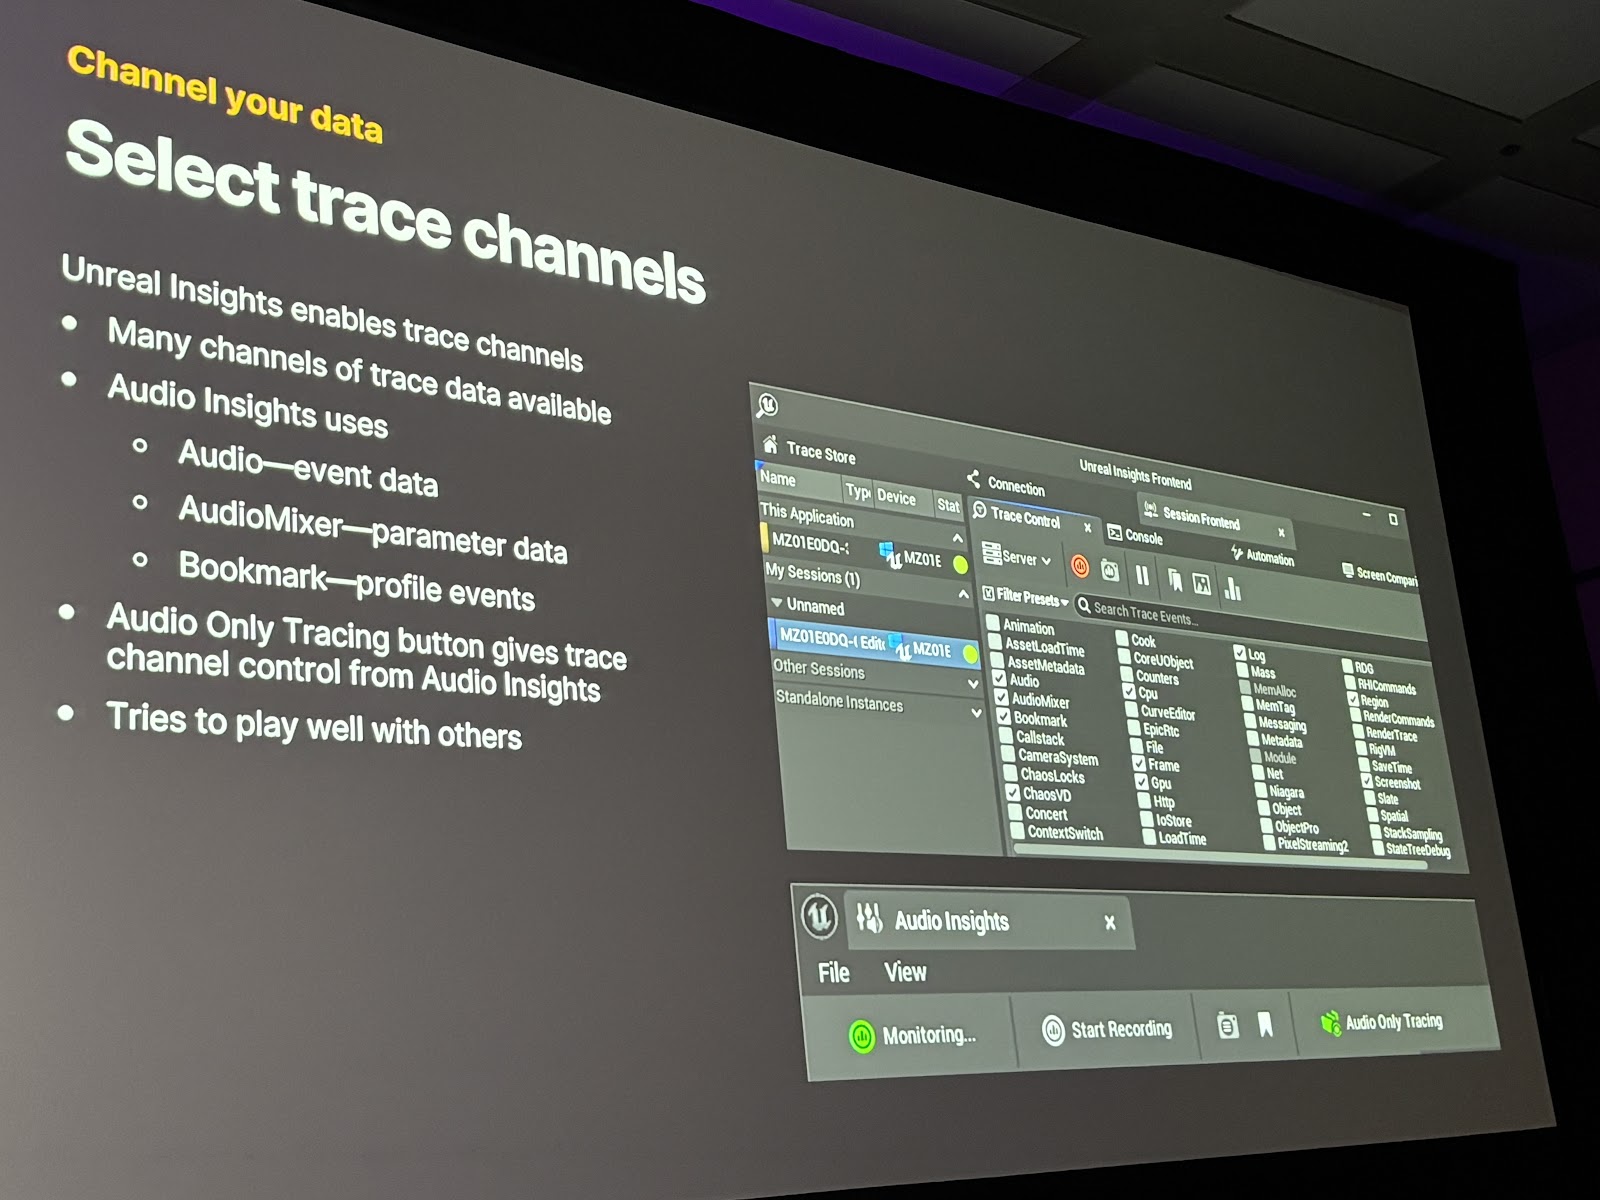 Channel your data
Select trace channels
Unreal Insights enables trace channels
● Many channels of trace data available
● Audio Insights uses
○ Audio—event data
○ AudioMixer—parameter data
○ Bookmark—profile events
● Audio Only Tracing button gives trace
channel control from Audio Insights
● Tries to play well with others
Unreal Insights Frontend
Trace Store
Connection
Session Frontend
Name
Device
Stat
Trace Control
Console
Automation
Screen Compari
This Application
MZ01E
Server
My Sessions (1)
Filter Presets
Search Trace Events...
Unnamed
MZ01E0DQ-( Edit
MZ01E
Other Sessions
Standalone Instances
Animation
AssetLoadTime
AssetMetadata
Audio
AudioMixer
Bookmark
Callstack
CameraSystem
ChaosLocks
ChaosVD
Concert
ContextSwitch
Cook
CoreUObject
Counters
Cpu
CurveEditor
EpicRtc
File
Frame
Gpu
Http
IoStore
LoadTime
Log
Mass
MemAlloc
MemTag
Messaging
Metadata
Module
Net
Niagara
Object
ObjectPro
PixelStreaming2
RDG
RHICommands
Region
RenderCommands
RenderTrace
RigVM
SaveTime
Screenshot
Slate
Spatial
StackSampling
StateTreeDebug
Audio Insights
File View
Monitoring...
Start Recording
Audio Only Tracing